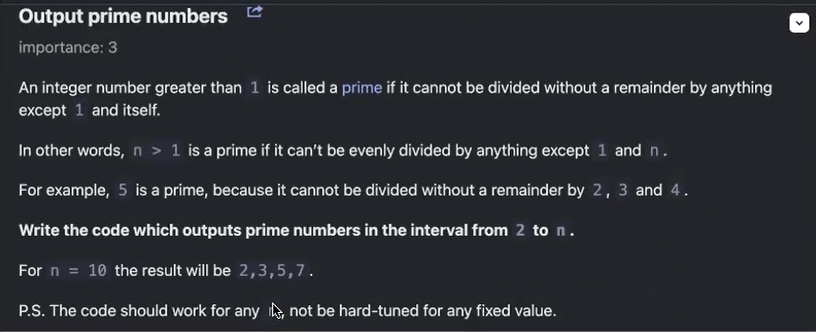 Output prime numbers
importance: 3
An integer number greater than 1 is called a prime if it cannot be divided without a remainder by anything
except 1 and itself.
In other words, n > 1 is a prime if it can’t be evenly divided by anything except 1 and n.
For example, 5 is a prime, because it cannot be divided without a remainder by 2, 3 and 4.
Write the code which outputs prime numbers in the interval from 2 to n.
For n = 10 the result will be 2,3,5,7.
P.S. The code should work for any , not be hard-tuned for any fixed value.